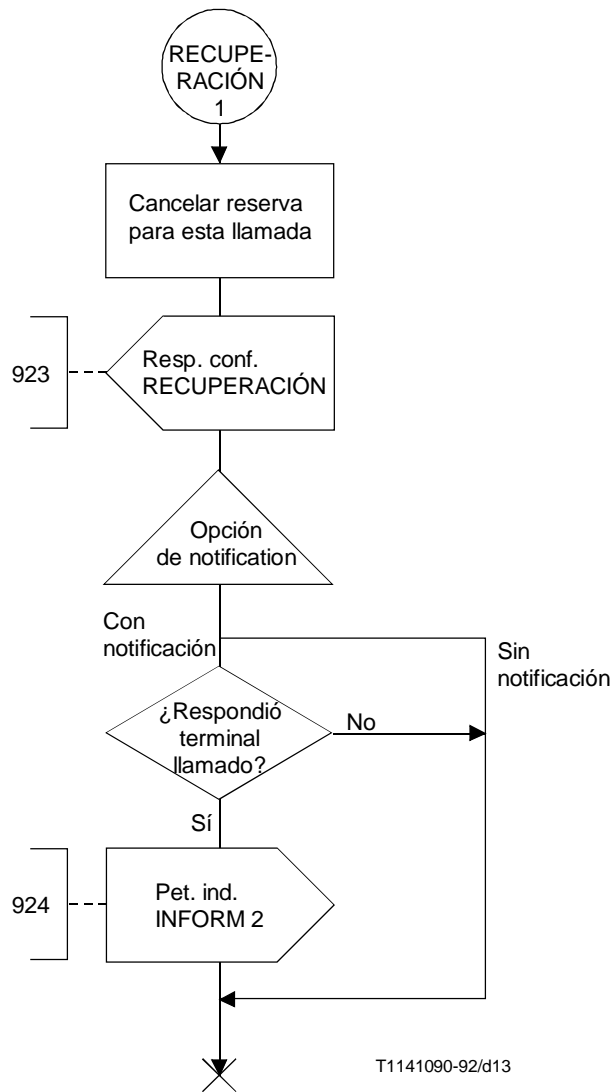 RECUPE-
RACIÓN
1
Cancelar reserva
para esta llamada
923
Resp. conf.
RECUPERACIÓN
Opción
de notification
Con
notificación
Sin
notificación
¿Respondió
terminal
llamado?
No
Sí
924
Pet. ind.
INFORM 2
T1141090-92/d13